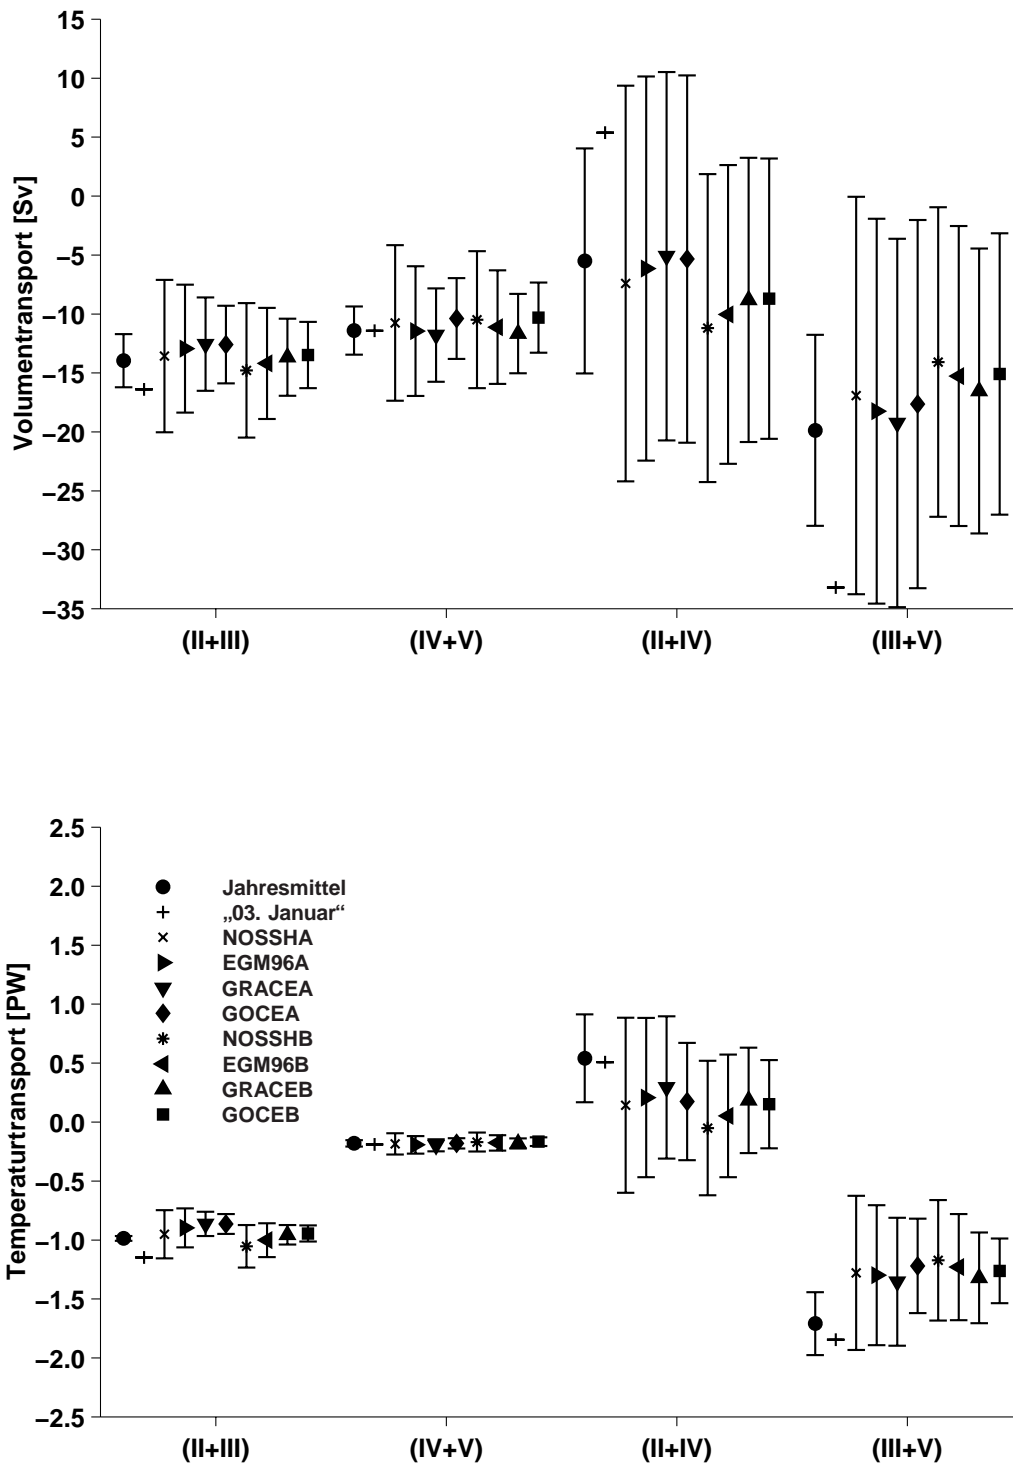 15
10
5
0
−5
−10
−15
−20
−25
−30
−35
Volumentransport [Sv]
(II+III)
(IV+V)
(II+IV)
(III+V)
2.5
2.0
1.5
1.0
0.5
0.0
−0.5
−1.0
−1.5
−2.0
−2.5
Temperaturtransport [PW]
Jahresmittel
„03. Januar“
NOSSHA
EGM96A
GRACEA
GOCEA
NOSSHB
EGM96B
GRACEB
GOCEB
(II+III)
(IV+V)
(II+IV)
(III+V)